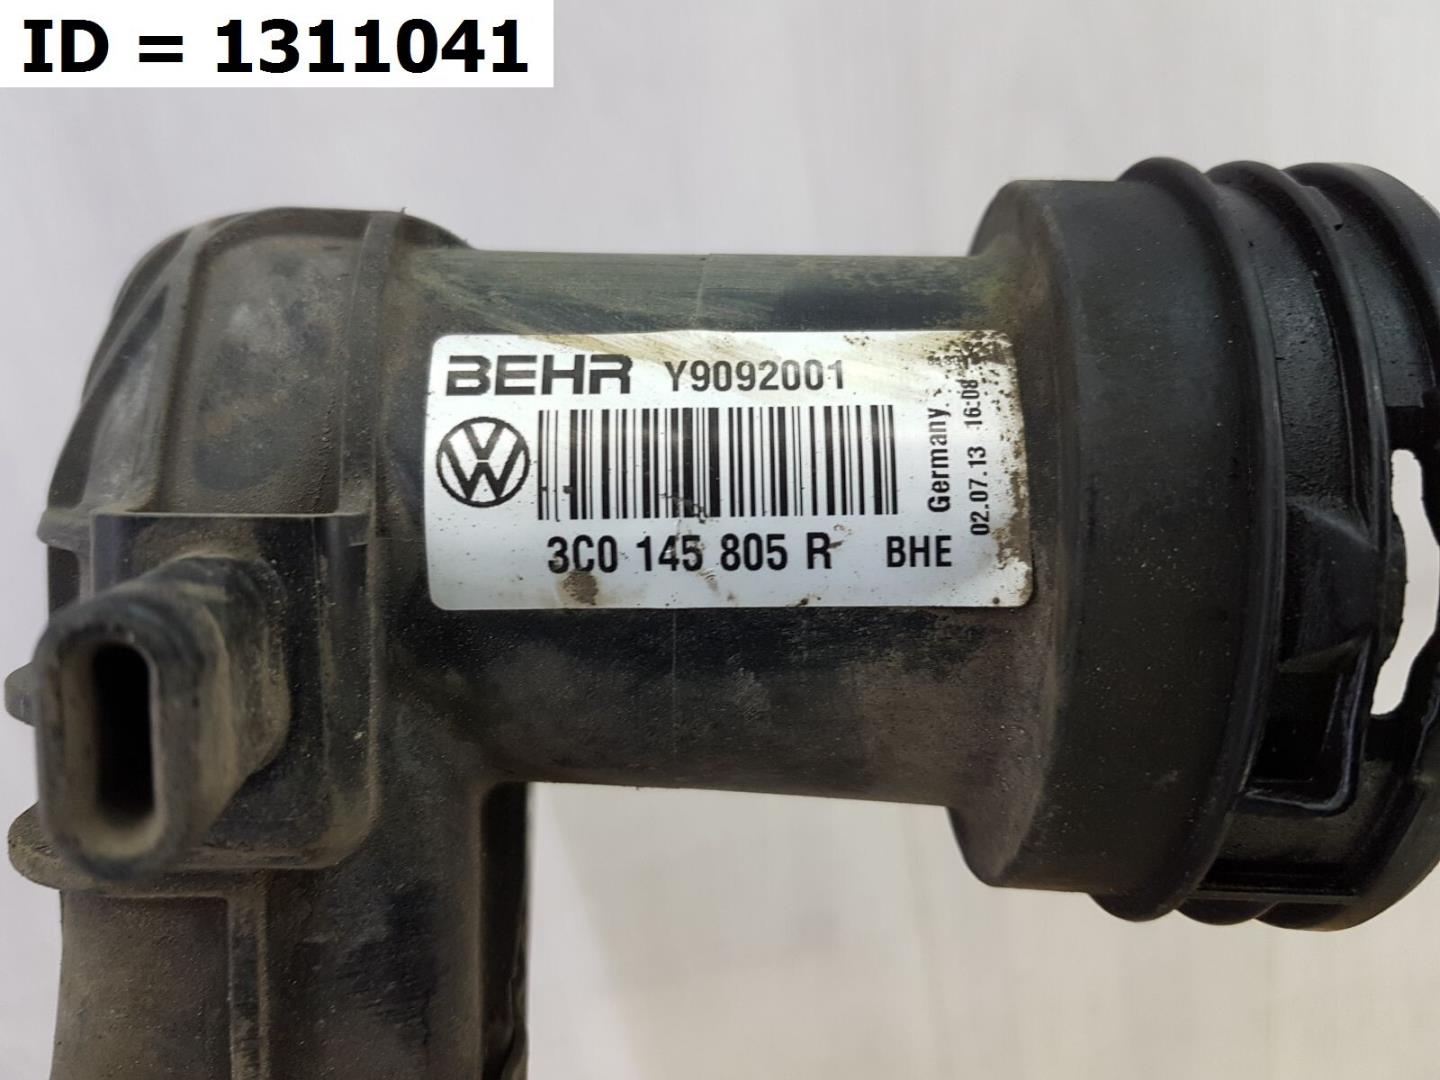 ID = 1311041
BEHR Y9092001
3C0 145 805 R BHE
Germany
02.07.13 16:08